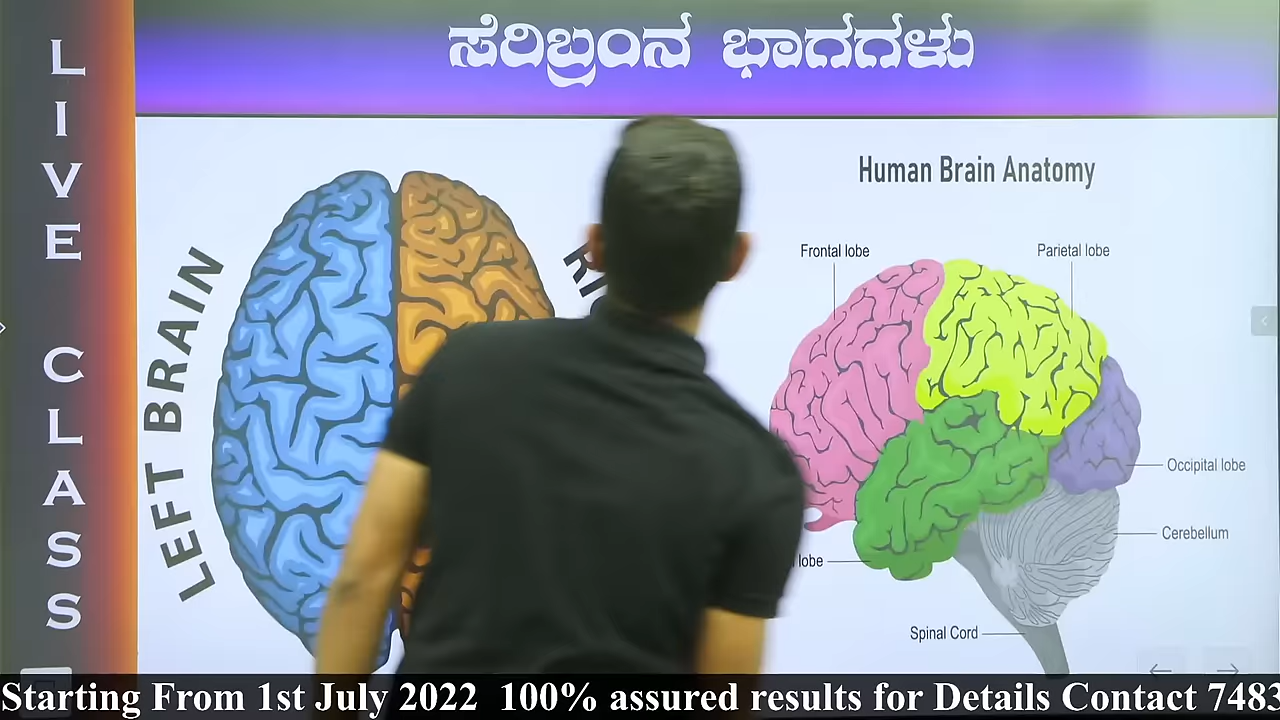 ಸೆರಿಬ್ರಂನ ಭಾಗಗಳು
LIVE CLASS
LEFT BRAIN
Human Brain Anatomy
Frontal lobe
Parietal lobe
Occipital lobe
Cerebellum
lobe
Spinal Cord
Starting From 1st July 2022 100% assured results for Details Contact 7483